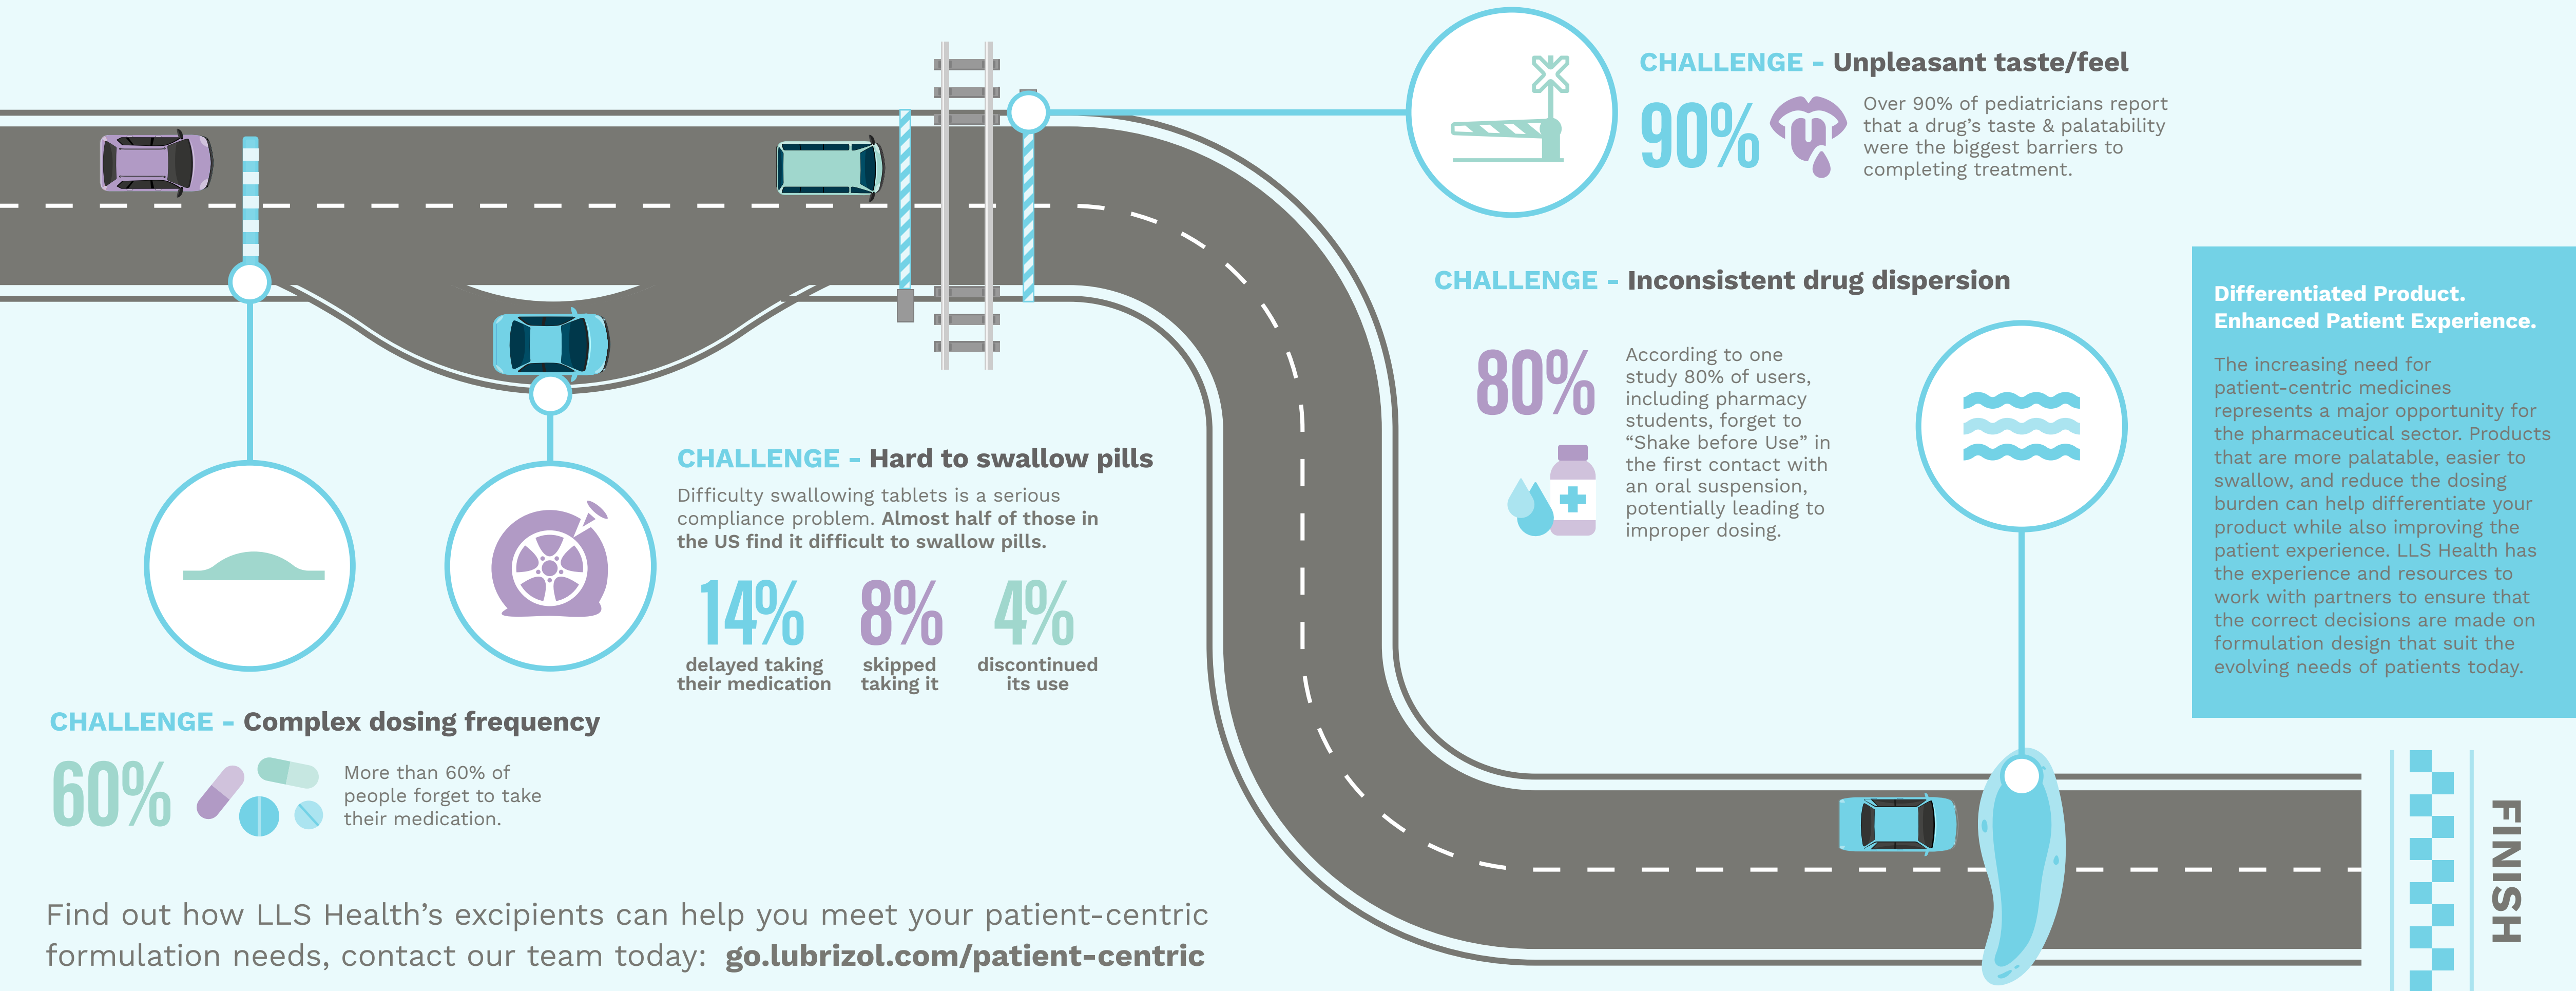 CHALLENGE - Unpleasant taste/feel
90%
Over 90% of pediatricians report
that a drug's taste & palatability
were the biggest barriers to
completing treatment.
CHALLENGE - Inconsistent drug dispersion
80%
According to one
study 80% of users,
including pharmacy
students, forget to
“Shake before Use” in
the first contact with
an oral suspension,
potentially leading to
improper dosing.
Differentiated Product.
Enhanced Patient Experience.
The increasing need for
patient-centric medicines
represents a major opportunity for
the pharmaceutical sector. Products
that are more palatable, easier to
swallow, and reduce the dosing
burden can help differentiate your
product while also improving the
patient experience. LLS Health has
the experience and resources to
work with partners to ensure that
the correct decisions are made on
formulation design that suit the
evolving needs of patients today.
CHALLENGE - Hard to swallow pills
Difficulty swallowing tablets is a serious
compliance problem. Almost half of those in
the US find it difficult to swallow pills.
14%
delayed taking
their medication
8%
skipped
taking it
4%
discontinued
its use
CHALLENGE - Complex dosing frequency
60%
More than 60% of
people forget to take
their medication.
Find out how LLS Health's excipients can help you meet your patient-centric
formulation needs, contact our team today: go.lubrizol.com/patient-centric
FINISH